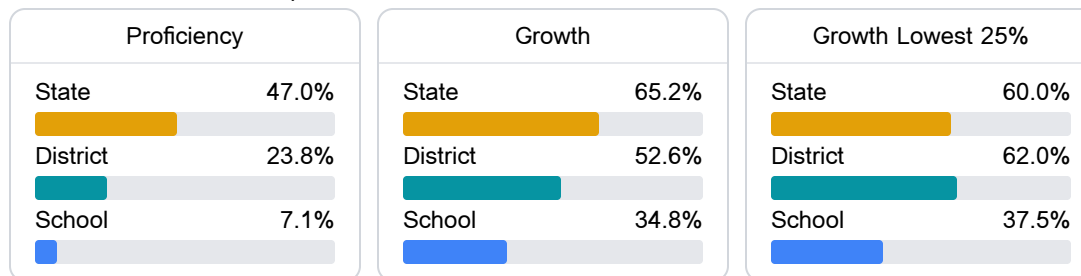 Proficiency
State 47.0%
District 23.8%
School 7.1%
Growth
State 65.2%
District 52.6%
School 34.8%
Growth Lowest 25%
State 60.0%
District 62.0%
School 37.5%